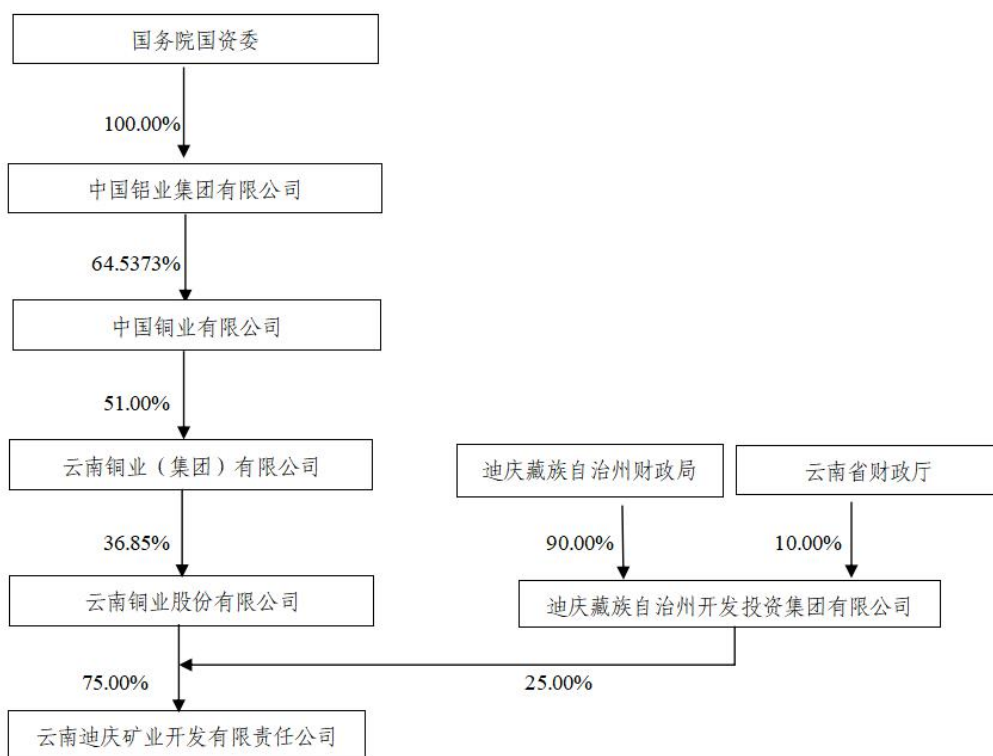 国务院国资委
100.00%
中国铝业集团有限公司
64.5373%
中国铜业有限公司
51.00%
云南铜业（集团）有限公司
迪庆藏族自治州财政局
云南省财政厅
36.85%
90.00%
10.00%
云南铜业股份有限公司
迪庆藏族自治州开发投资集团有限公司
75.00%
25.00%
云南迪庆矿业开发有限责任公司